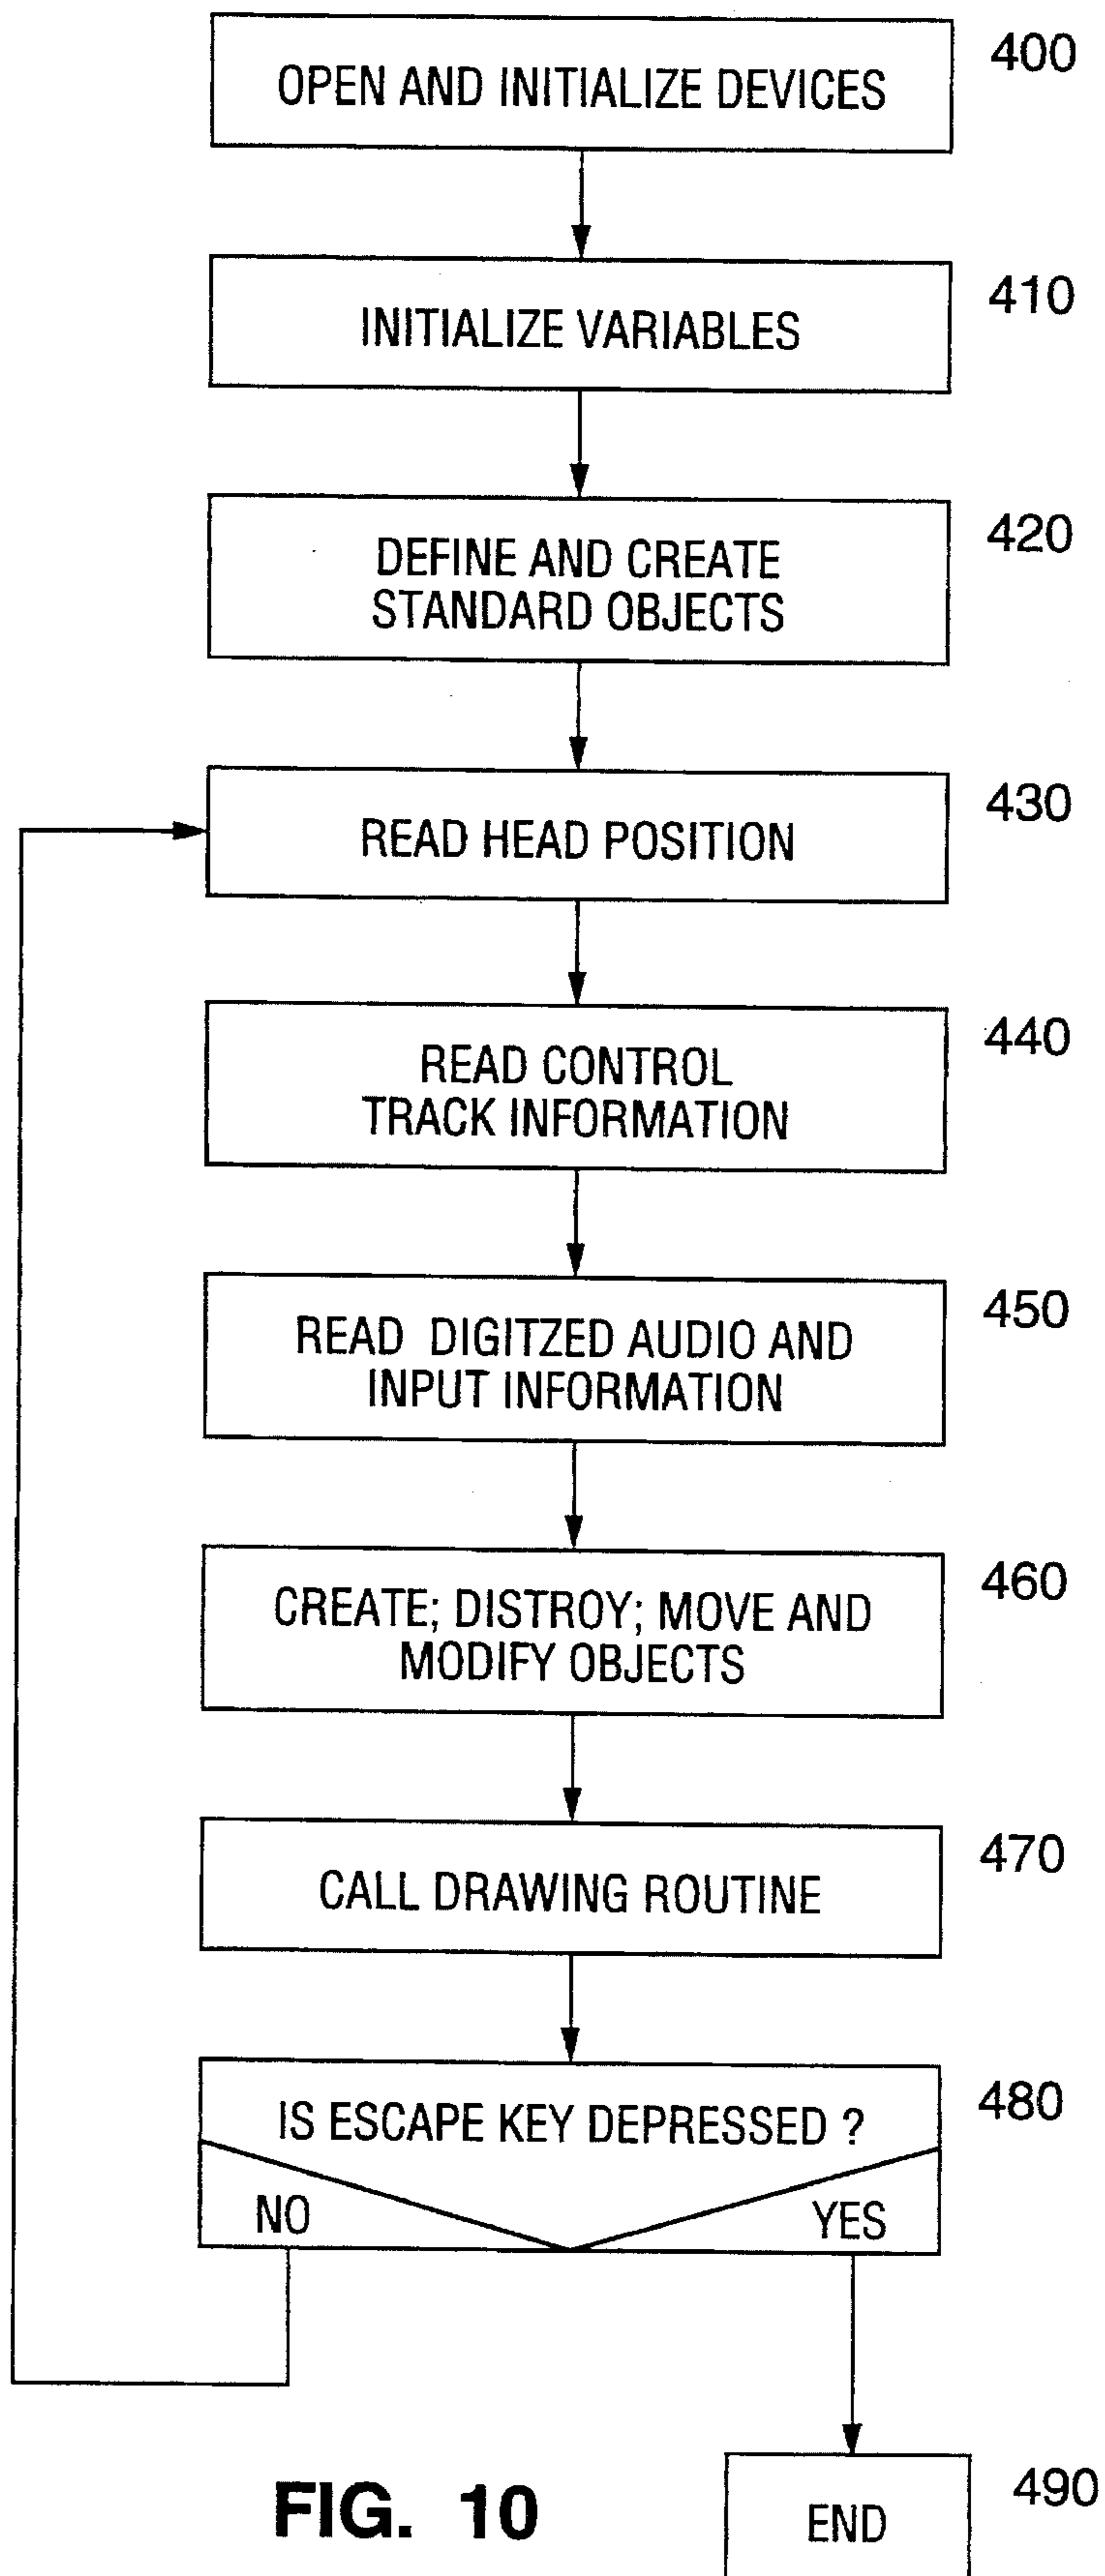 OPEN AND INITIALIZE DEVICES
400
INITIALIZE VARIABLES
410
DEFINE AND CREATE
STANDARD OBJECTS
420
READ HEAD POSITION
430
READ CONTROL
TRACK INFORMATION
440
READ DIGITZED AUDIO AND
INPUT INFORMATION
450
CREATE; DISTROY; MOVE AND
MODIFY OBJECTS
460
CALL DRAWING ROUTINE
470
IS ESCAPE KEY DEPRESSED ?
480
NO
YES
END
490
FIG. 10